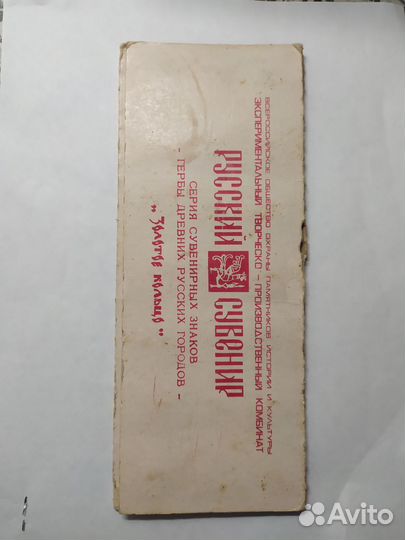 ВСЕРОССИЙСКОЕ ОБЩЕСТВО ОХРАНЫ ПАМЯТНИКОВ ИСТОРИИ И КУЛЬТУРЫ
ЭКСПЕРИМЕНТАЛЬНЫЙ ТВОРЧЕСКО - ПРОИЗВОДСТВЕННЫЙ КОМБИНАТ
РУССКИЙ СУВЕНИР
СЕРИЯ СУВЕНИРНЫХ ЗНАКОВ
- ГЕРБЫ ДРЕВНИХ РУССКИХ ГОРОДОВ -
„ Золотое кольцо "
Avito